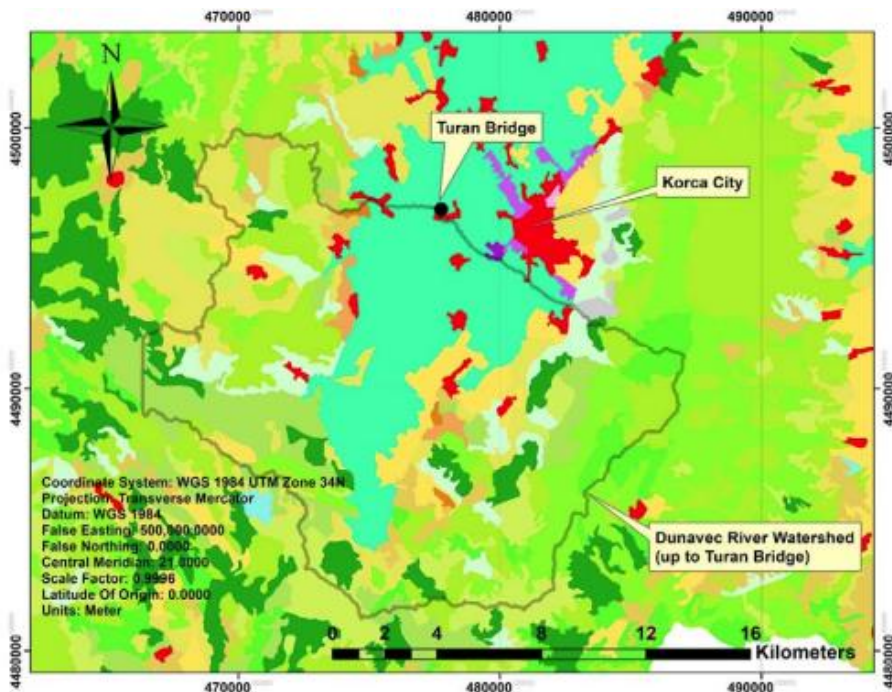 470000 480000 490000
N
4500000 4500000
Turan Bridge
Korca City
4490000 4490000
Coordinate System: WGS 1984 UTM Zone 34N
Projection: Transverse Mercator
Datum: WGS 1984
False Easting: 500,000.0000
False Northing: 0.0000
Central Meridian: 21.0000
Scale Factor: 0.9996
Latitude Of Origin: 0.0000
Units: Meter
Dunavec River Watershed
(up to Turan Bridge)
0 2 4 8 12 16
Kilometers
4480000 4480000
470000 480000 490000